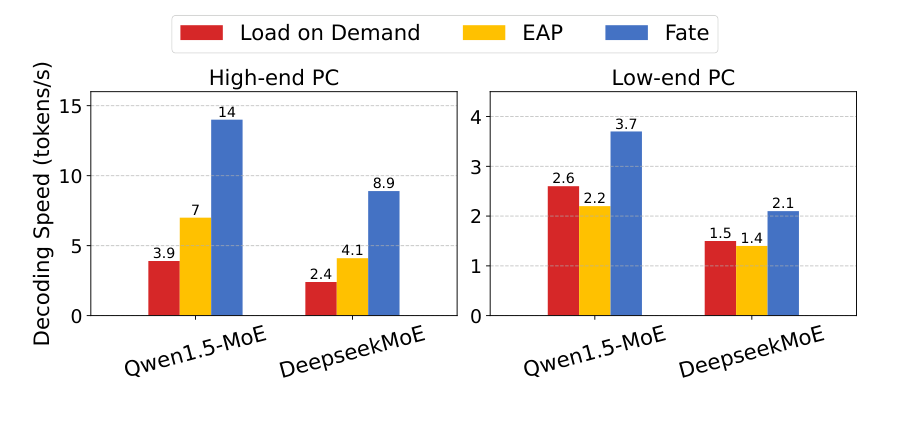 Load on Demand EAP Fate
High-end PC
Decoding Speed (tokens/s)
15
10
5
0
3.9
7
14
2.4
4.1
8.9
Qwen1.5-MoE
DeepseekMoE
Low-end PC
4
3
2
1
0
2.6
2.2
3.7
1.5
1.4
2.1
Qwen1.5-MoE
DeepseekMoE